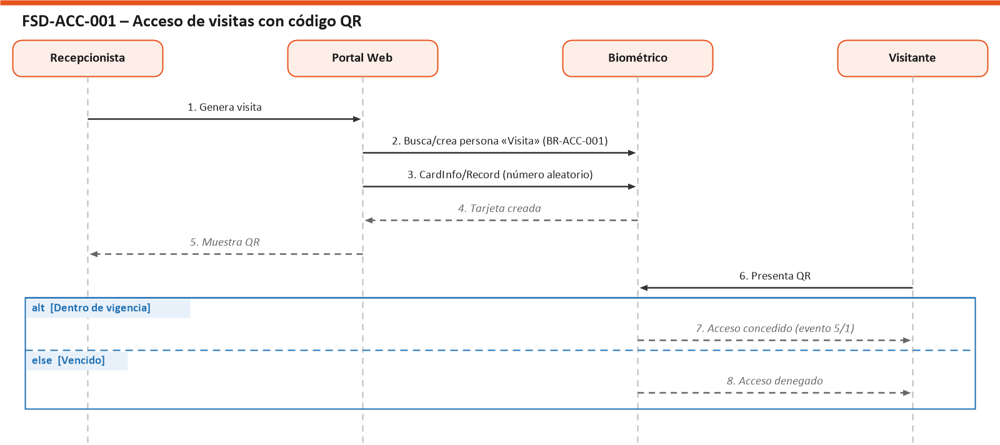 FSD-ACC-001 – Acceso de visitas con código QR
Recepcionista
Portal Web
Biométrico
Visitante
1. Genera visita
2. Busca/crea persona «Visita» (BR-ACC-001)
3. CardInfo/Record (número aleatorio)
4. Tarjeta creada
5. Muestra QR
6. Presenta QR
alt [Dentro de vigencia]
7. Acceso concedido (evento 5/1)
else [Vencido]
8. Acceso denegado